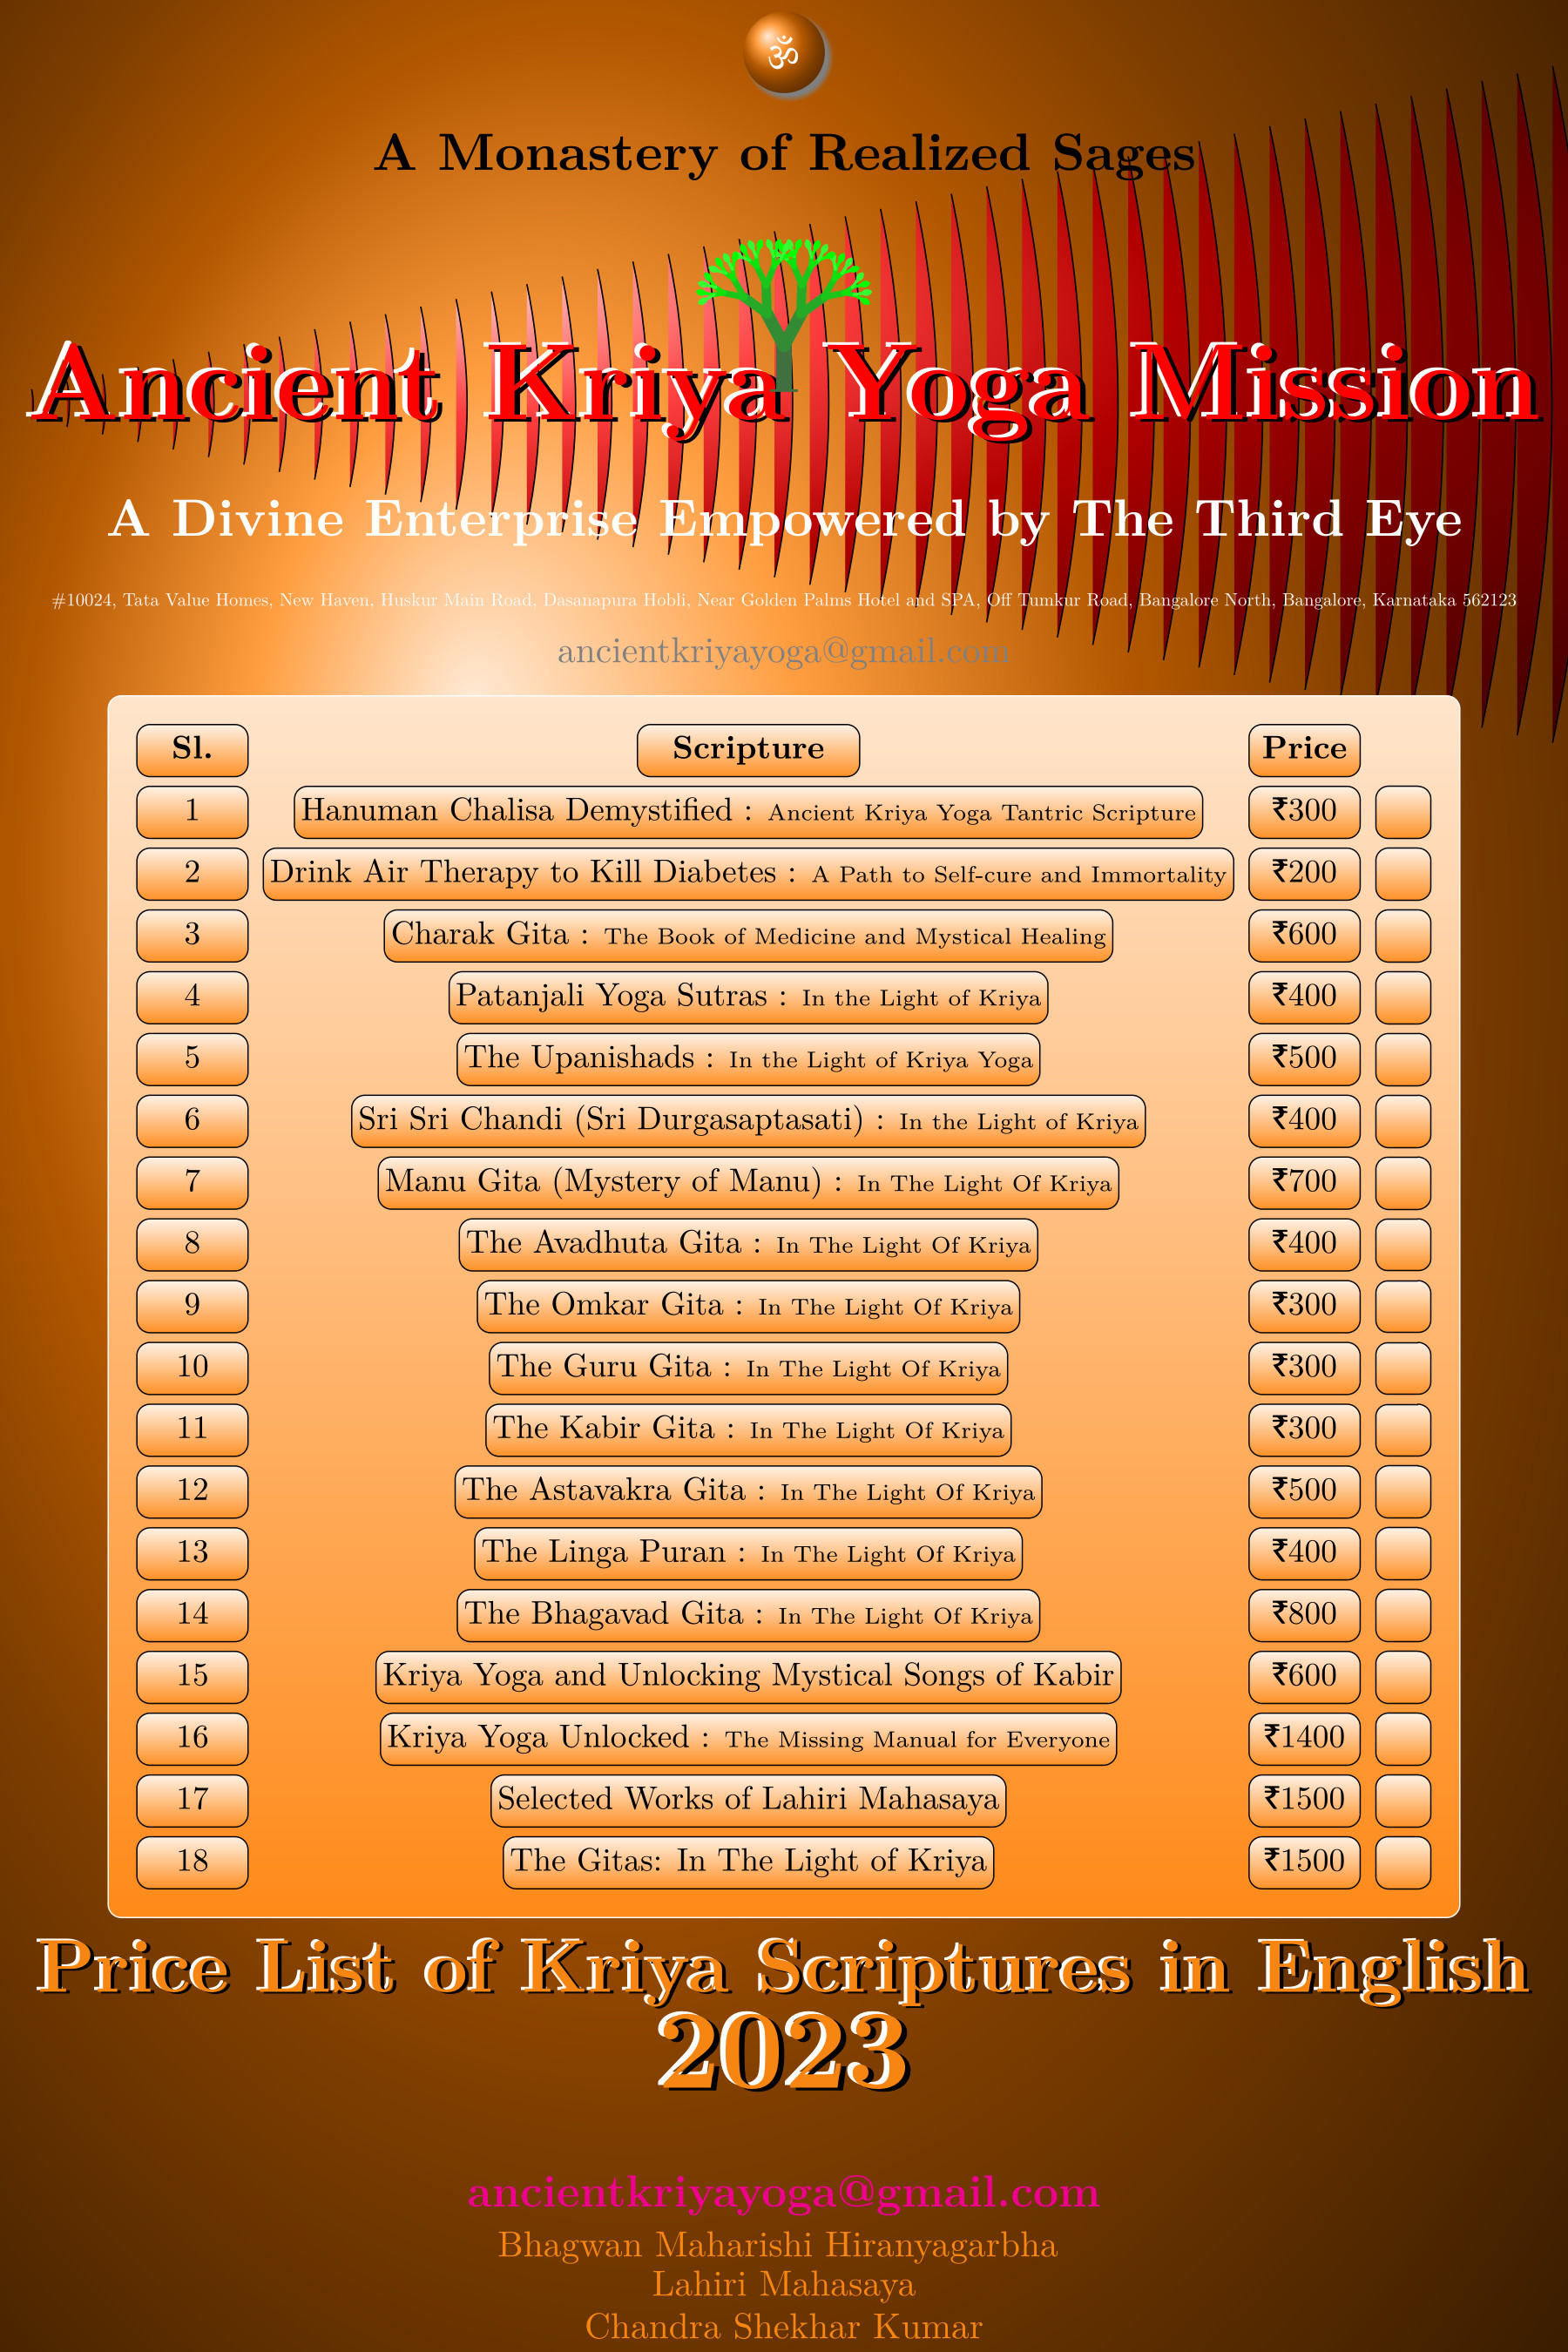 ॐ
A Monastery of Realized Sages
Ancient Kriya Yoga Mission
A Divine Enterprise Empowered by The Third Eye
#10024, Tata Value Homes, New Haven, Huskur Main Road, Dasanapura Hobli, Near Golden Palms Hotel and SPA, Off Tumkur Road, Bangalore North, Bangalore, Karnataka 562123
ancientkriyayoga@gmail.com
Sl. Scripture Price
1 Hanuman Chalisa Demystified : Ancient Kriya Yoga Tantric Scripture ₹300
2 Drink Air Therapy to Kill Diabetes : A Path to Self-cure and Immortality ₹200
3 Charak Gita : The Book of Medicine and Mystical Healing ₹600
4 Patanjali Yoga Sutras : In the Light of Kriya ₹400
5 The Upanishads : In the Light of Kriya Yoga ₹500
6 Sri Sri Chandi (Sri Durgasaptasati) : In the Light of Kriya ₹400
7 Manu Gita (Mystery of Manu) : In The Light Of Kriya ₹700
8 The Avadhuta Gita : In The Light Of Kriya ₹400
9 The Omkar Gita : In The Light Of Kriya ₹300
10 The Guru Gita : In The Light Of Kriya ₹300
11 The Kabir Gita : In The Light Of Kriya ₹300
12 The Astavakra Gita : In The Light Of Kriya ₹500
13 The Linga Puran : In The Light Of Kriya ₹400
14 The Bhagavad Gita : In The Light Of Kriya ₹800
15 Kriya Yoga and Unlocking Mystical Songs of Kabir ₹600
16 Kriya Yoga Unlocked : The Missing Manual for Everyone ₹1400
17 Selected Works of Lahiri Mahasaya ₹1500
18 The Gitas: In The Light of Kriya ₹1500
Price List of Kriya Scriptures in English
2023
ancientkriyayoga@gmail.com
Bhagwan Maharishi Hiranyagarbha
Lahiri Mahasaya
Chandra Shekhar Kumar